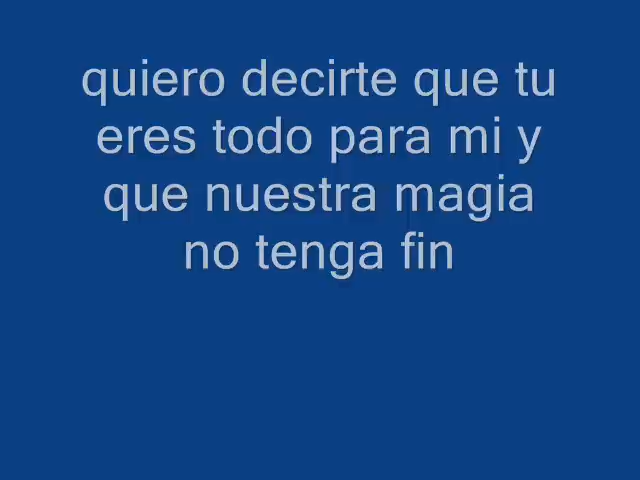 quiero decirte que tu
eres todo para mi y
que nuestra magia
no tenga fin